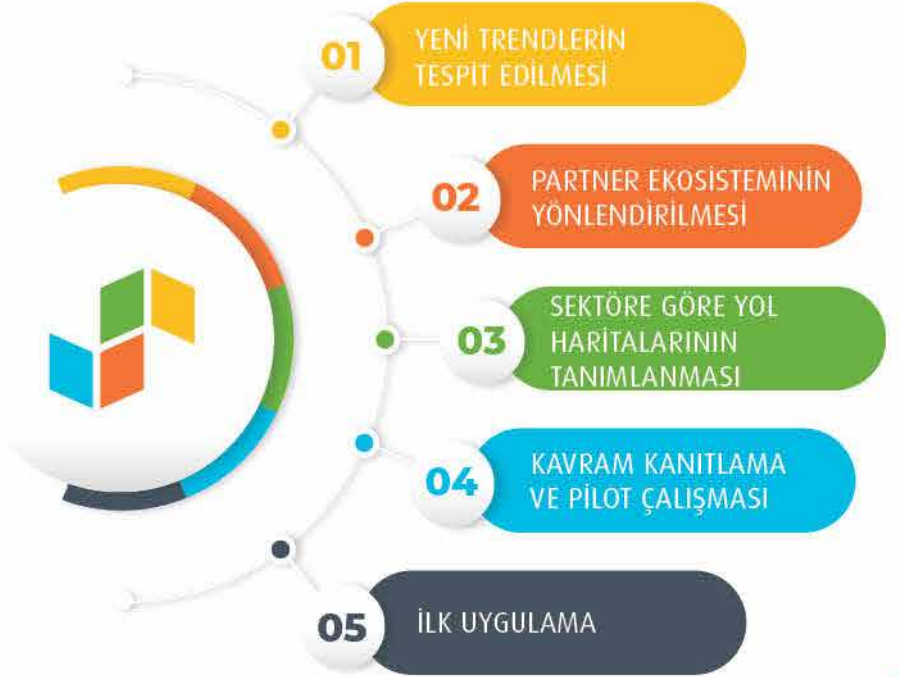 01
YENİ TRENDLERİN
TESPİT EDİLMESİ
02
PARTNER EKOSİSTEMİNİN
YÖNLENDİRİLMESİ
03
SEKTÖRE GÖRE YOL
HARİTALARININ
TANIMLANMASI
04
KAVRAM KANITLAMA
VE PİLOT ÇALIŞMASI
05
İLK UYGULAMA